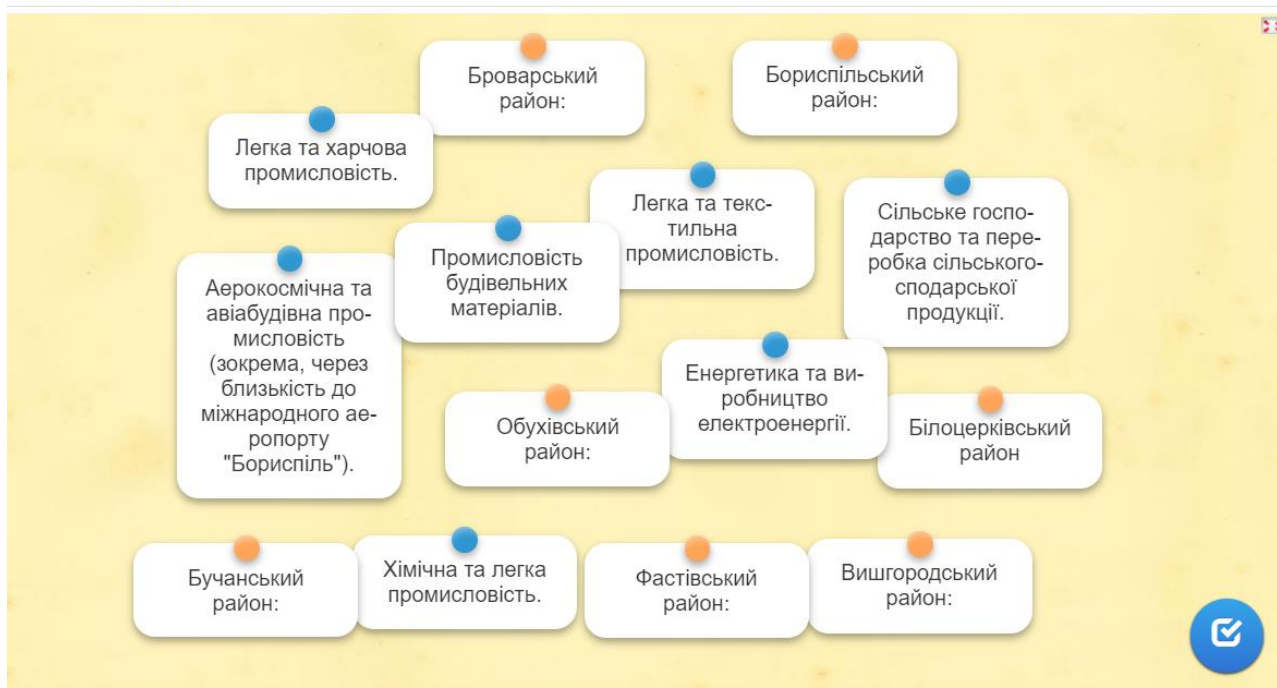 Броварський
район:
Бориспільський
район:
Легка та харчова
промисловість.
Легка та текс-
тильна
промисловість.
Сільське госпо-
дарство та пере-
робка сільського-
сподарської
продукції.
Промисловість
будівельних
матеріалів.
Аерокосмічна та
авіабудівна про-
мисловість
(зокрема, через
близькість до
міжнародного ае-
ропорту
"Бориспіль").
Енергетика та ви-
робництво
електроенергії.
Обухівський
район:
Білоцерківський
район
Бучанський
район:
Хімічна та легка
промисловість.
Фастівський
район:
Вишгородський
район: